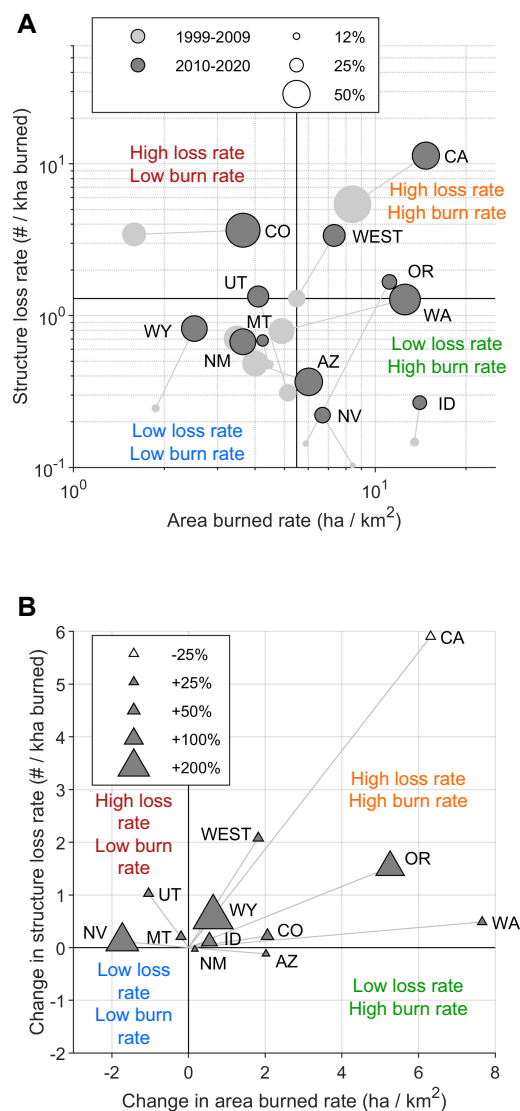 A
1999-2009
12%
2010-2020
25%
50%
High loss rate
Low burn rate
High loss rate
High burn rate
CA
CO
WEST
UT
OR
WY
MT
WA
NM
AZ
Low loss rate
High burn rate
NV
ID
Low loss rate
Low burn rate
Structure loss rate (# / kha burned)
10^1
10^0
10^-1
10^0
10^1
Area burned rate (ha / km^2)
B
-25%
+25%
+50%
+100%
+200%
CA
High loss
rate
Low burn
rate
High loss rate
High burn rate
WEST
OR
UT
WY
WA
NV
MT
ID
CO
NM
AZ
Low loss
rate
Low burn
rate
Low loss rate
High burn rate
Change in structure loss rate (# / kha burned)
6
5
4
3
2
1
0
-1
-2
-2
0
2
4
6
8
Change in area burned rate (ha / km^2)